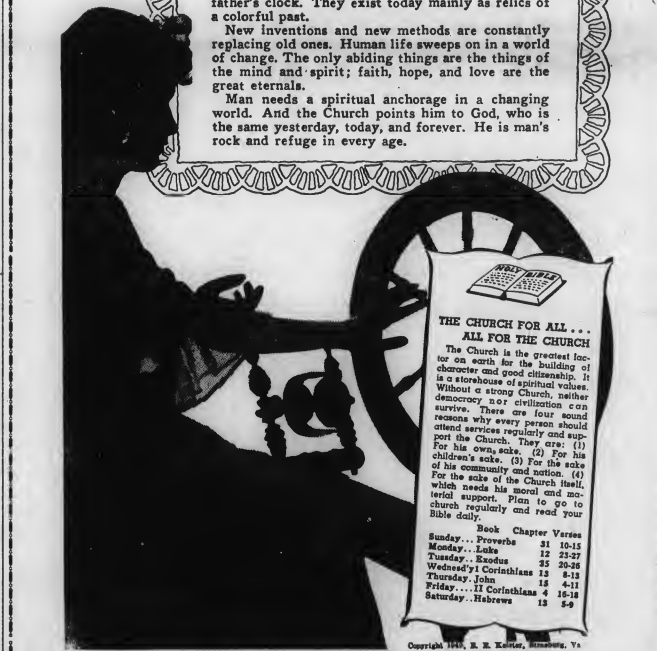 father's clock. They exist today mainly as relics of
a colorful past.
New inventions and new methods are constantly
replacing old ones. Human life sweeps on in a world
of change. The only abiding things are the things of
the mind and spirit; faith, hope, and love are the
great eternals.
Man needs a spiritual anchorage in a changing
world. And the Church points him to God, who is
the same yesterday, today, and forever. He is man's
rock and refuge in every age.
HOLY BIBLE
THE CHURCH FOR ALL . . .
ALL FOR THE CHURCH
The Church is the greatest fac-
tor on earth for the building of
character and good citizenship. It
is a storehouse of spiritual values.
Without a strong Church, neither
democracy nor civilization can
survive. There are four sound
reasons why every person should
attend services regularly and sup-
port the Church. They are: (1)
For his own sake. (2) For his
children's sake. (3) For the sake
of his community and nation. (4)
For the sake of the Church itself,
which needs his moral and ma-
terial support. Plan to go to
church regularly and read your
Bible daily.
Book Chapter Verses
Sunday... Proverbs 31 10-15
Monday...Luke 12 23-27
Tuesday.. Exodus 35 20-26
Wednesd'y1 Corinthians 13 8-13
Thursday. John 15 4-11
Friday....II Corinthians 4 16-18
Saturday..Hebrews 13 5-9
Copyright 1949, R. E. Keister, Strasburg, Va